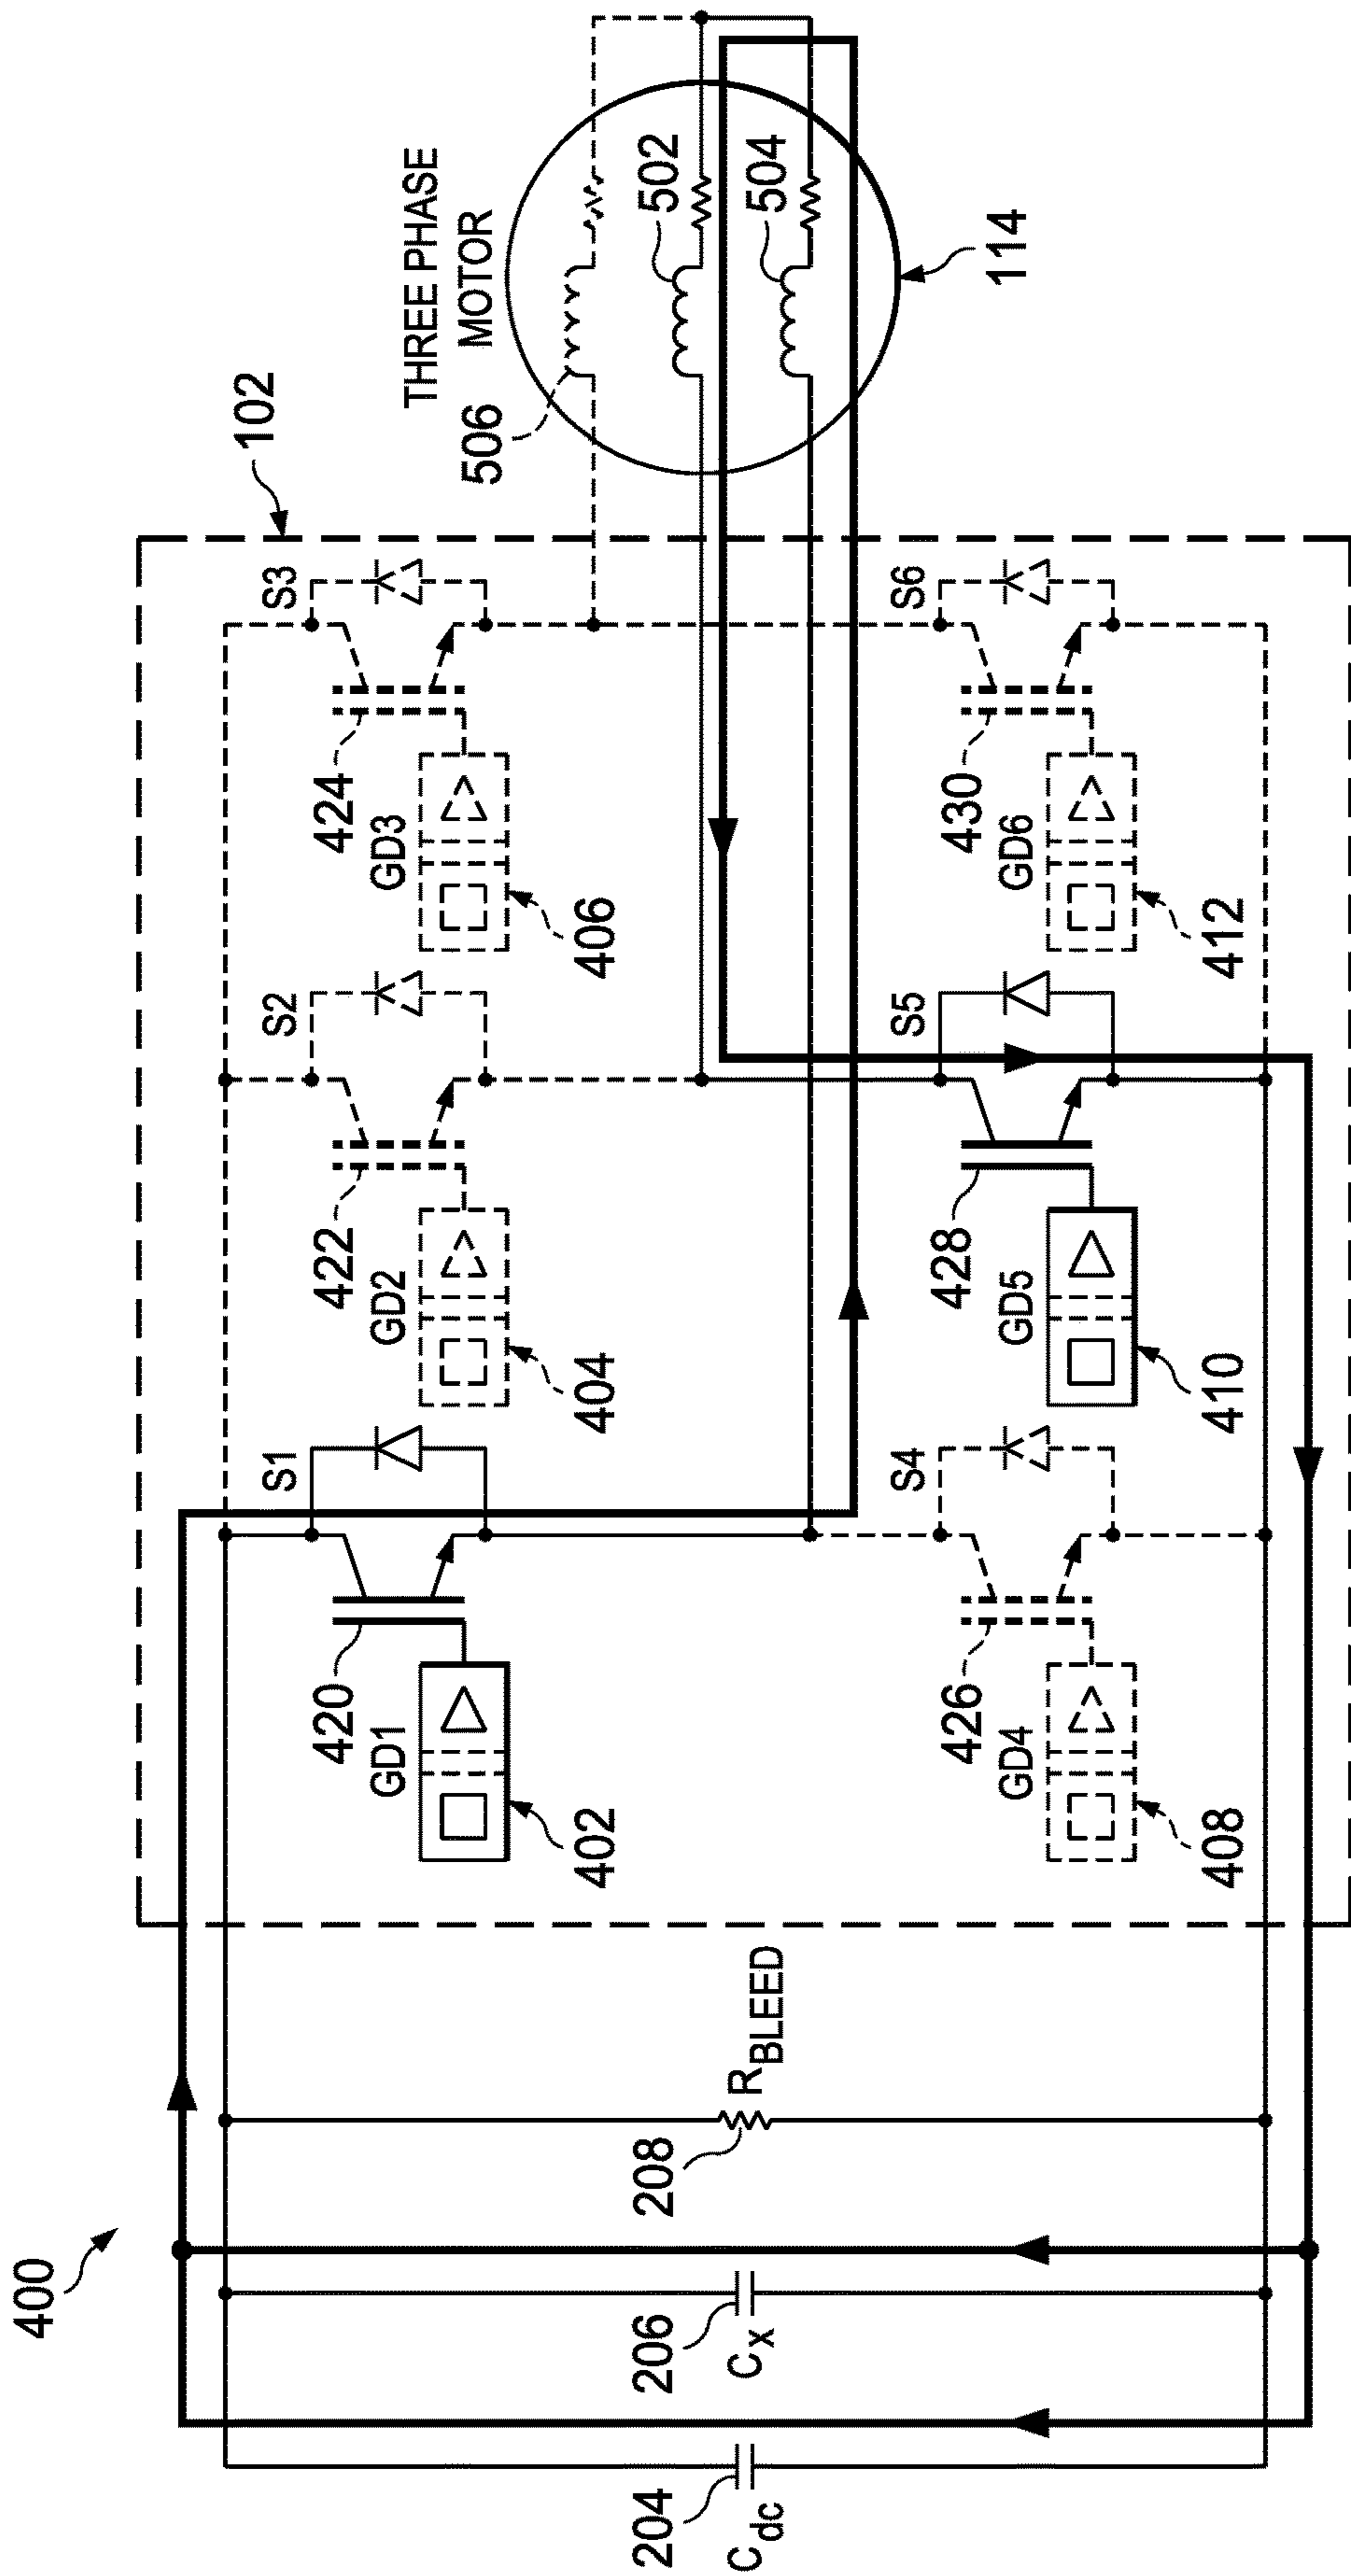 400
102
THREE PHASE
MOTOR
506
502
504
114
204
C dc
206
C x
208
R BLEED
S1
420
GD1
402
S2
422
GD2
404
S3
424
GD3
406
S4
426
GD4
408
S5
428
GD5
410
S6
430
GD6
412